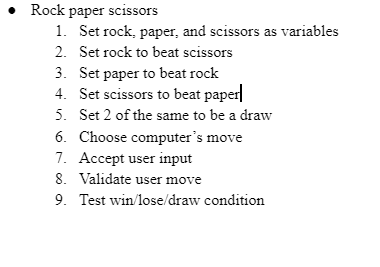 ● Rock paper scissors
1. Set rock, paper, and scissors as variables
2. Set rock to beat scissors
3. Set paper to beat rock
4. Set scissors to beat paper
5. Set 2 of the same to be a draw
6. Choose computer's move
7. Accept user input
8. Validate user move
9. Test win/lose/draw condition